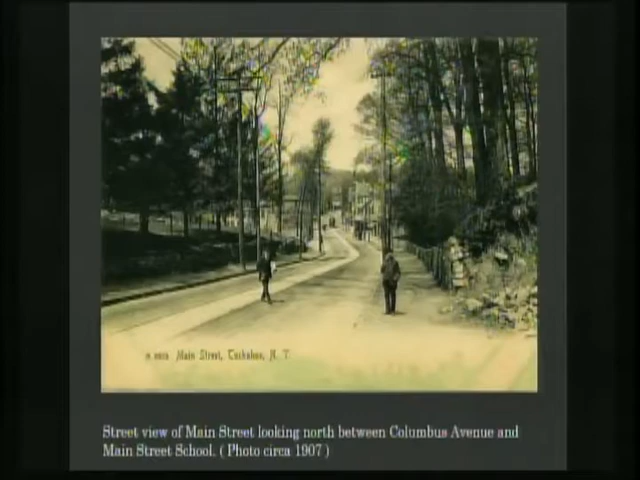 Main Street, Tuckahoe, N. Y.
Street view of Main Street looking north between Columbus Avenue and
Main Street School. ( Photo circa 1907 )